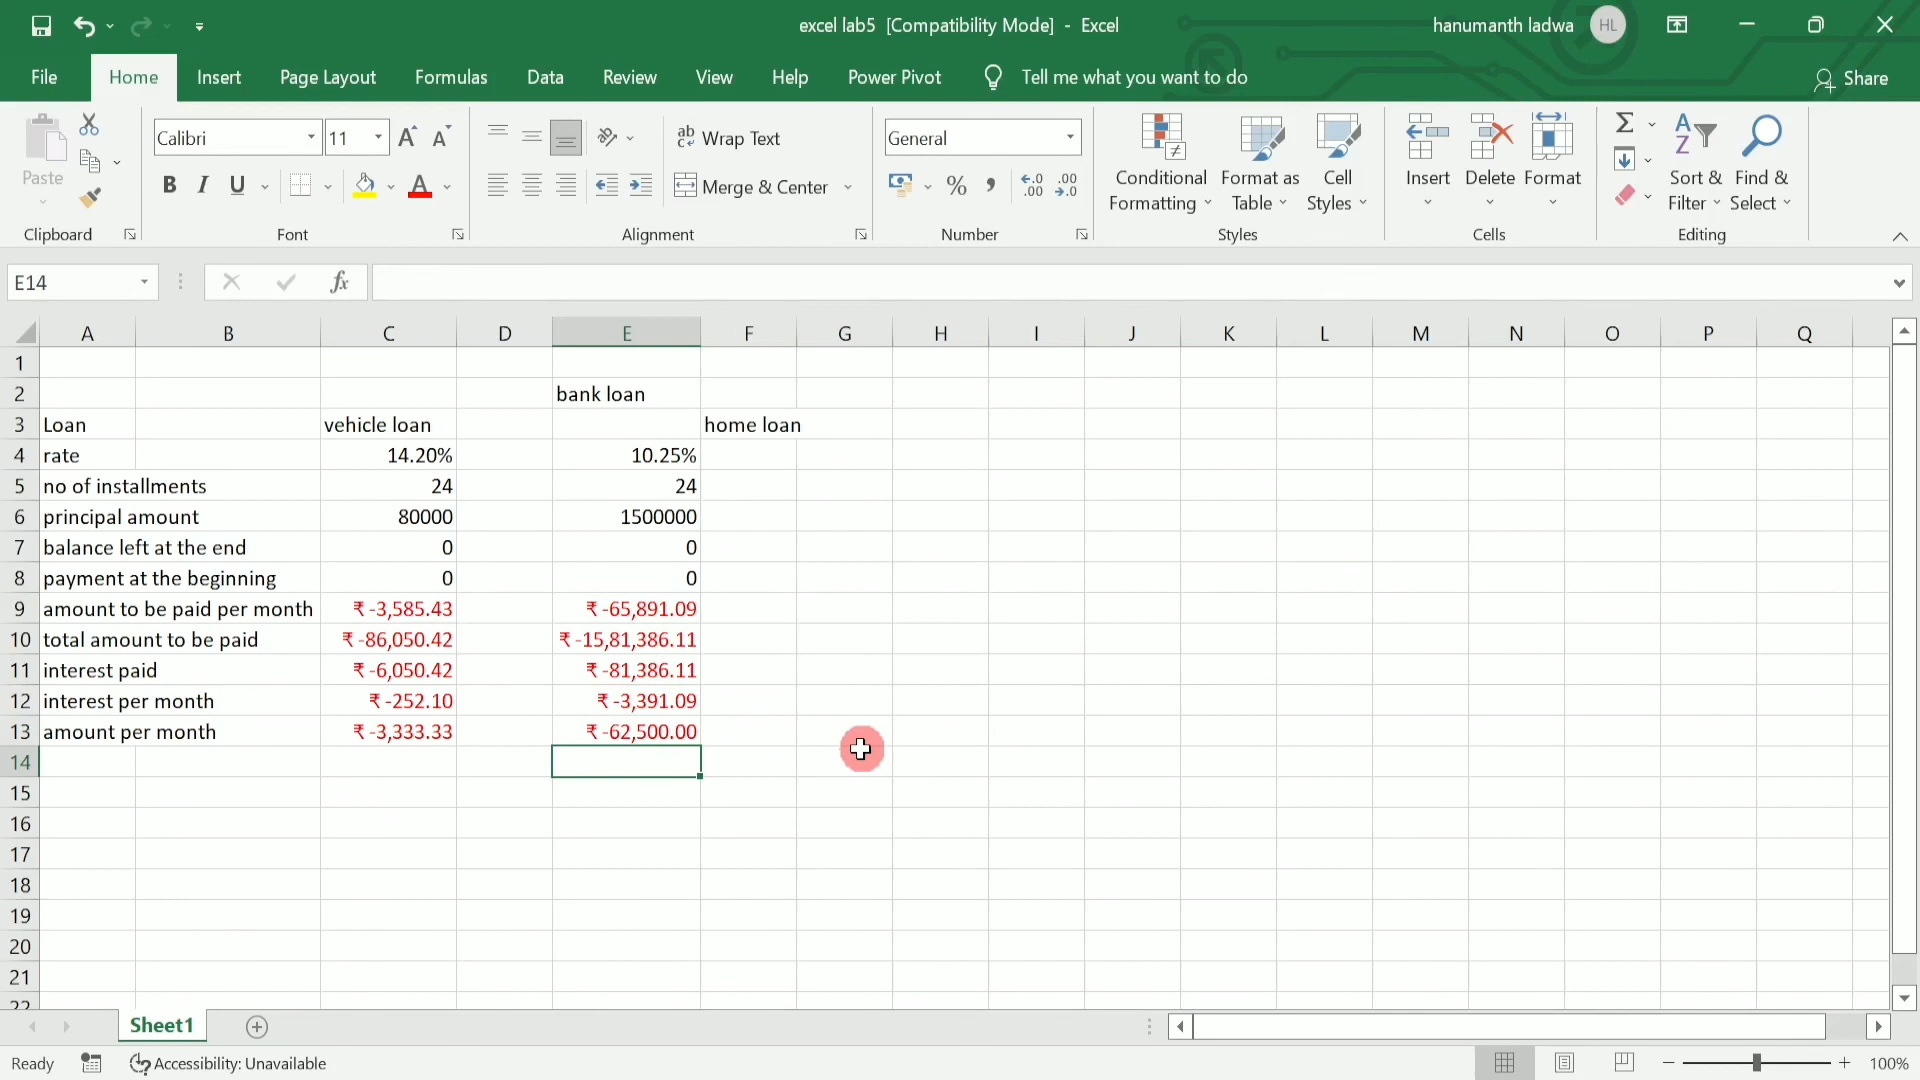 excel lab5 [Compatibility Mode] - Excel
hanumanth ladwa
HL
File
Home
Insert
Page Layout
Formulas
Data
Review
View
Help
Power Pivot
Tell me what you want to do
Share
Paste
Clipboard
Calibri
11
B I U
A
Font
ab Wrap Text
Merge & Center
Alignment
General
%
Number
Conditional Formatting
Format as Table
Cell Styles
Styles
Insert
Delete
Format
Cells
Sort & Filter
Find & Select
Editing
E14
fx
A B C D E F G H I J K L M N O P Q
1
2 bank loan
3 Loan vehicle loan home loan
4 rate 14.20% 10.25%
5 no of installments 24 24
6 principal amount 80000 1500000
7 balance left at the end 0 0
8 payment at the beginning 0 0
9 amount to be paid per month ₹ -3,585.43 ₹ -65,891.09
10 total amount to be paid ₹ -86,050.42 ₹ -15,81,386.11
11 interest paid ₹ -6,050.42 ₹ -81,386.11
12 interest per month ₹ -252.10 ₹ -3,391.09
13 amount per month ₹ -3,333.33 ₹ -62,500.00
14
15
16
17
18
19
20
21
22
Sheet1
Ready
Accessibility: Unavailable
100%